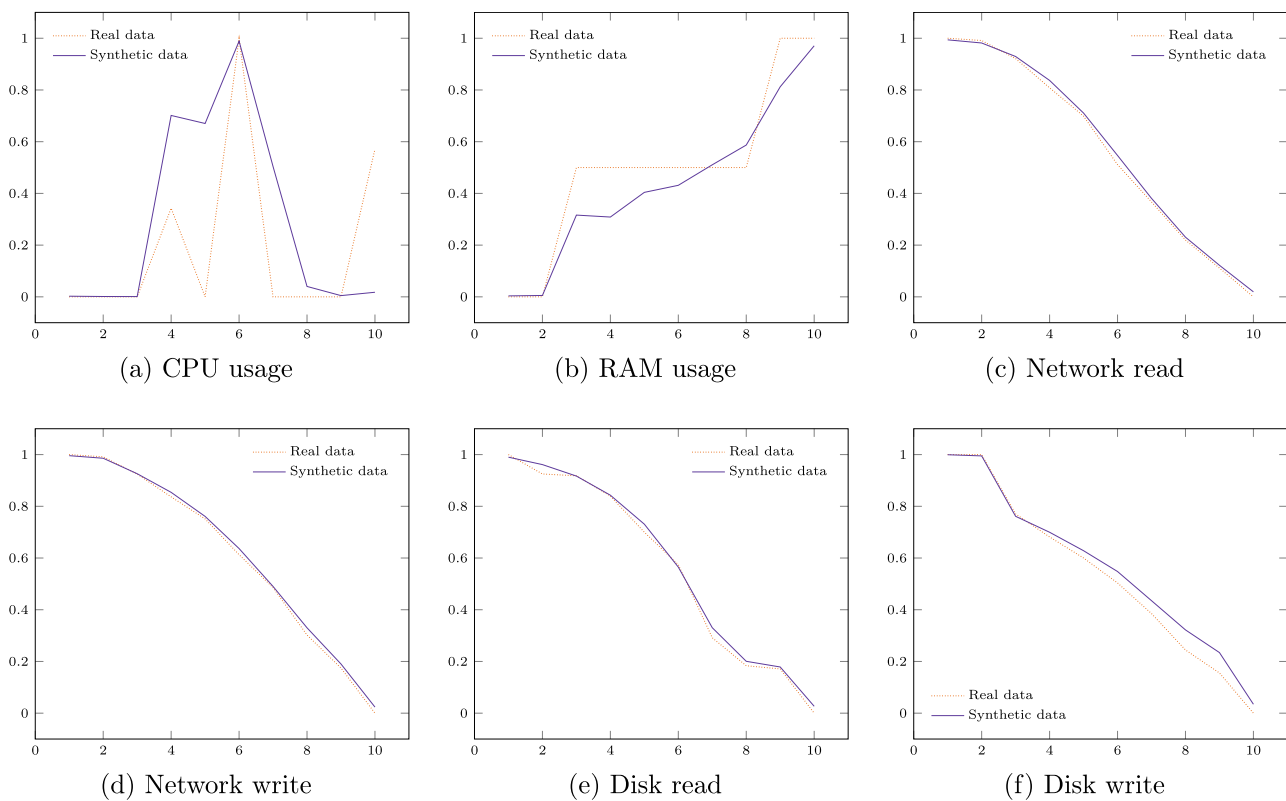 Real data
Synthetic data
1
0.8
0.6
0.4
0.2
0
0 2 4 6 8 10
(a) CPU usage
Real data
Synthetic data
1
0.8
0.6
0.4
0.2
0
0 2 4 6 8 10
(b) RAM usage
Real data
Synthetic data
1
0.8
0.6
0.4
0.2
0
0 2 4 6 8 10
(c) Network read
Real data
Synthetic data
1
0.8
0.6
0.4
0.2
0
0 2 4 6 8 10
(d) Network write
Real data
Synthetic data
1
0.8
0.6
0.4
0.2
0
0 2 4 6 8 10
(e) Disk read
1
0.8
0.6
0.4
0.2
0
Real data
Synthetic data
0 2 4 6 8 10
(f) Disk write